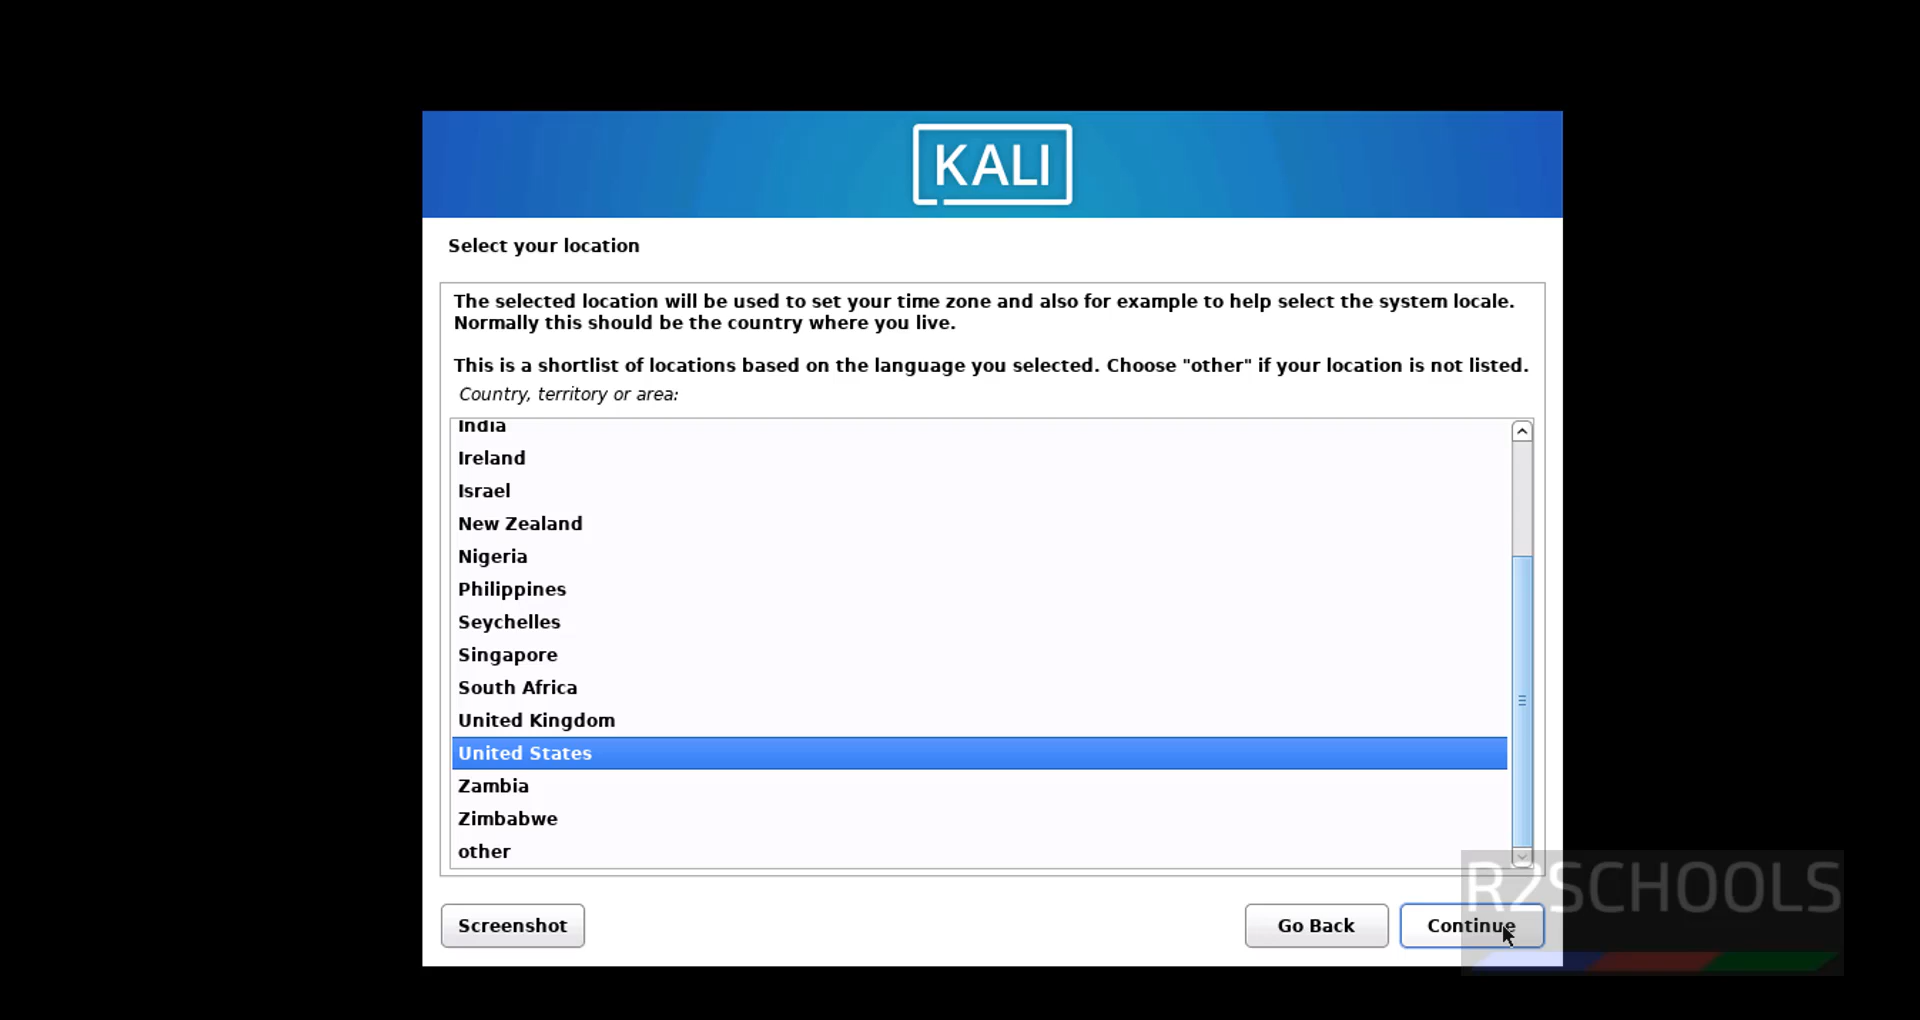 KALI
Select your location
The selected location will be used to set your time zone and also for example to help select the system locale.
Normally this should be the country where you live.
This is a shortlist of locations based on the language you selected. Choose "other" if your location is not listed.
Country, territory or area:
India
Ireland
Israel
New Zealand
Nigeria
Philippines
Seychelles
Singapore
South Africa
United Kingdom
United States
Zambia
Zimbabwe
other
R2SCHOOLS
Screenshot
Go Back
Continue